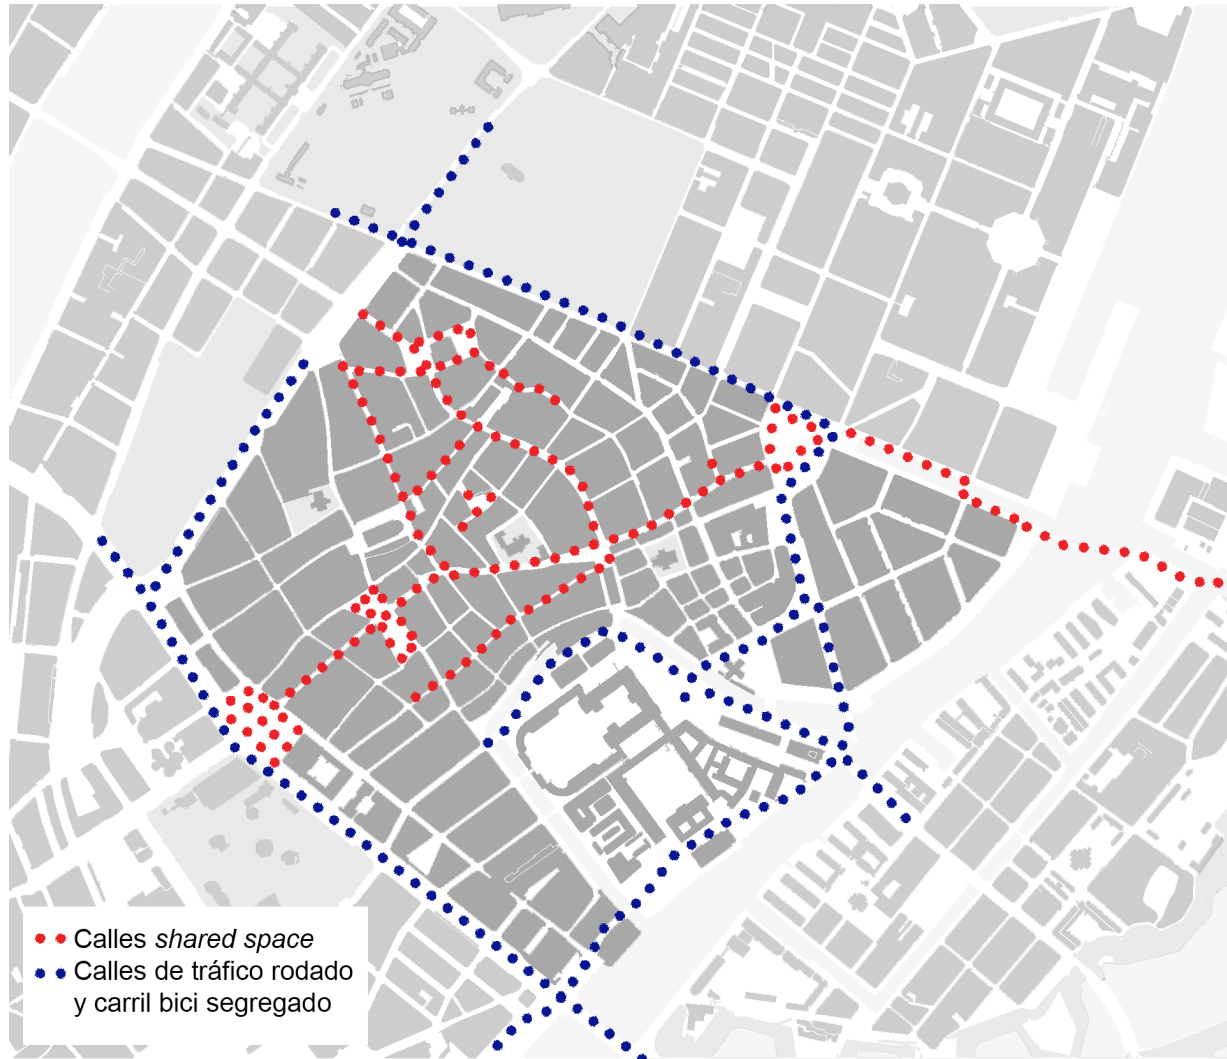 Calles shared space
Calles de tráfico rodado
y carril bici segregado